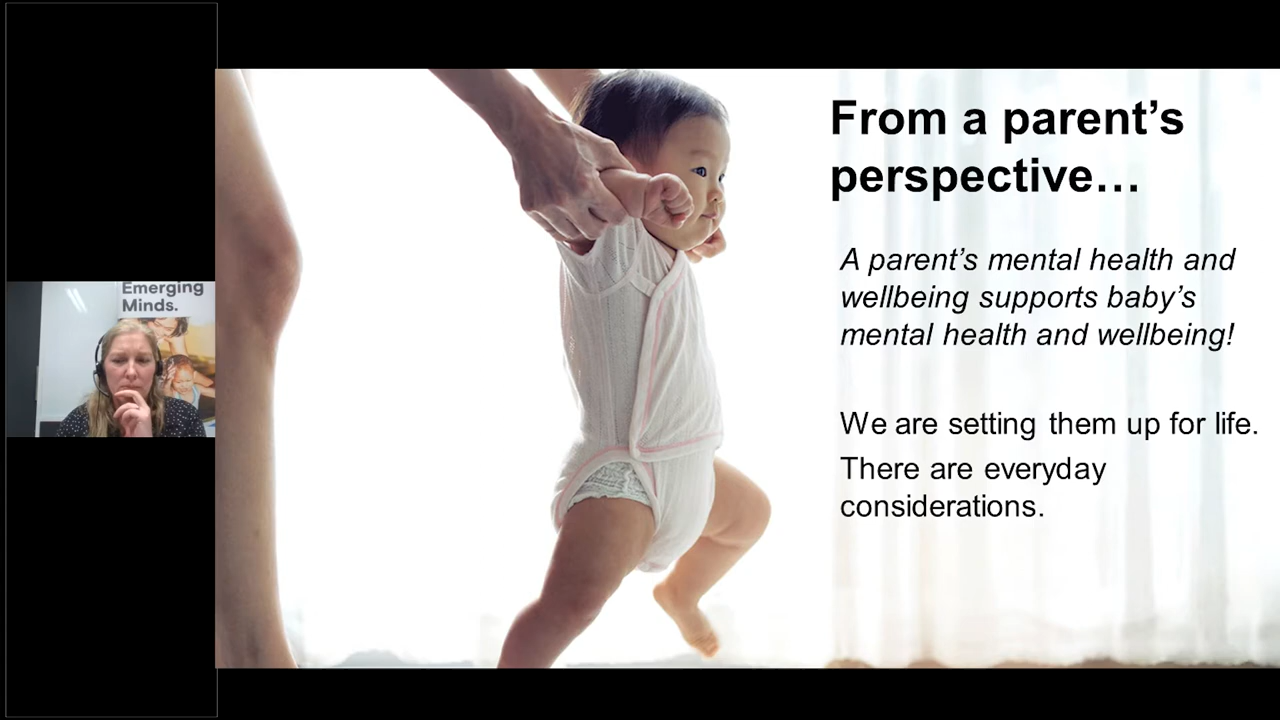 Emerging
Minds.
From a parent's
perspective…
A parent's mental health and
wellbeing supports baby's
mental health and wellbeing!
We are setting them up for life.
There are everyday
considerations.